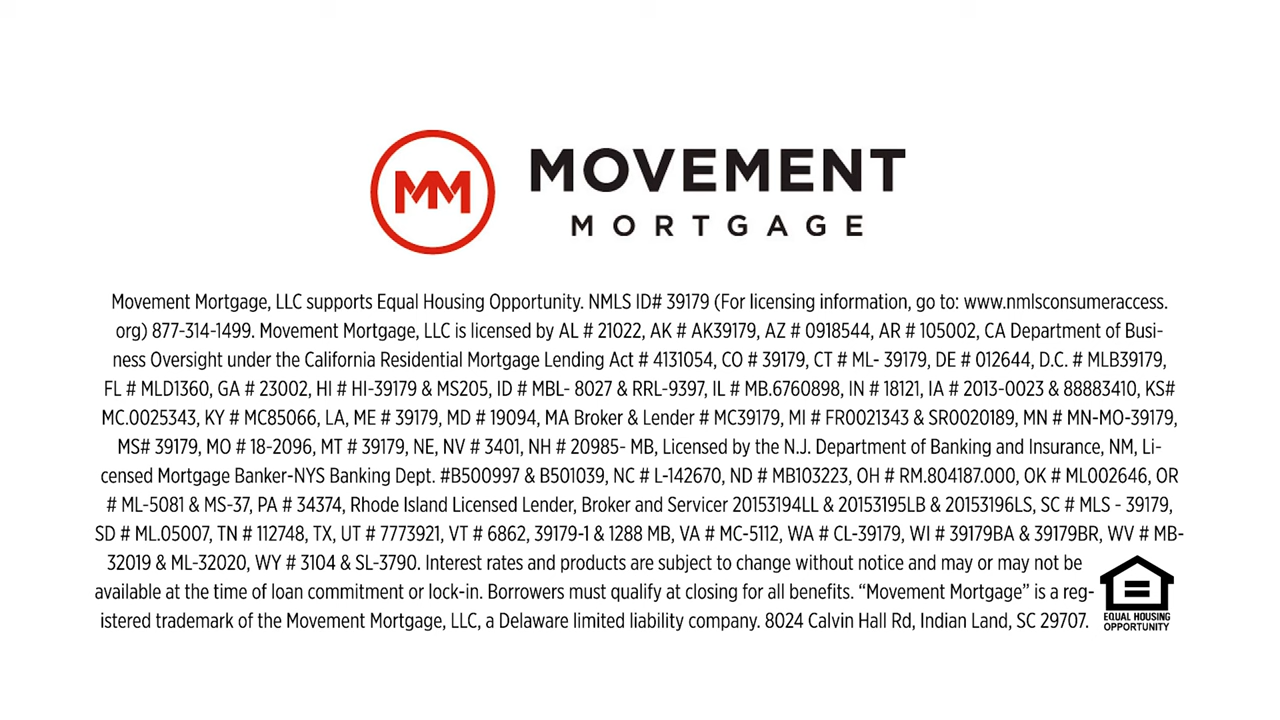 MM
MOVEMENT
MORTGAGE
Movement Mortgage, LLC supports Equal Housing Opportunity. NMLS ID# 39179 (For licensing information, go to: www.nmlsconsumeraccess.
org) 877-314-1499. Movement Mortgage, LLC is licensed by AL # 21022, AK # AK39179, AZ # 0918544, AR # 105002, CA Department of Busi-
ness Oversight under the California Residential Mortgage Lending Act # 4131054, CO # 39179, CT # ML- 39179, DE # 012644, D.C. # MLB39179,
FL # MLD1360, GA # 23002, HI # HI-39179 & MS205, ID # MBL- 8027 & RRL-9397, IL # MB.6760898, IN # 18121, IA # 2013-0023 & 88883410, KS#
MC.0025343, KY # MC85066, LA, ME # 39179, MD # 19094, MA Broker & Lender # MC39179, MI # FR0021343 & SR0020189, MN # MN-MO-39179,
MS# 39179, MO # 18-2096, MT # 39179, NE, NV # 3401, NH # 20985- MB, Licensed by the N.J. Department of Banking and Insurance, NM, Li-
censed Mortgage Banker-NYS Banking Dept. #B500997 & B501039, NC # L-142670, ND # MB103223, OH # RM.804187.000, OK # ML002646, OR
# ML-5081 & MS-37, PA # 34374, Rhode Island Licensed Lender, Broker and Servicer 20153194LL & 20153195LB & 20153196LS, SC # MLS - 39179,
SD # ML.05007, TN # 112748, TX, UT # 7773921, VT # 6862, 39179-1 & 1288 MB, VA # MC-5112, WA # CL-39179, WI # 39179BA & 39179BR, WV # MB-
32019 & ML-32020, WY # 3104 & SL-3790. Interest rates and products are subject to change without notice and may or may not be
available at the time of loan commitment or lock-in. Borrowers must qualify at closing for all benefits. “Movement Mortgage” is a reg-
istered trademark of the Movement Mortgage, LLC, a Delaware limited liability company. 8024 Calvin Hall Rd, Indian Land, SC 29707.
EQUAL HOUSING
OPPORTUNITY